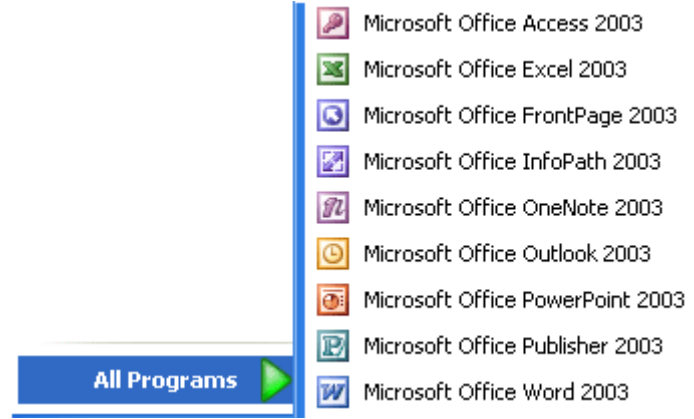 Microsoft Office Access 2003
Microsoft Office Excel 2003
Microsoft Office FrontPage 2003
Microsoft Office InfoPath 2003
Microsoft Office OneNote 2003
Microsoft Office Outlook 2003
Microsoft Office PowerPoint 2003
Microsoft Office Publisher 2003
All Programs
Microsoft Office Word 2003